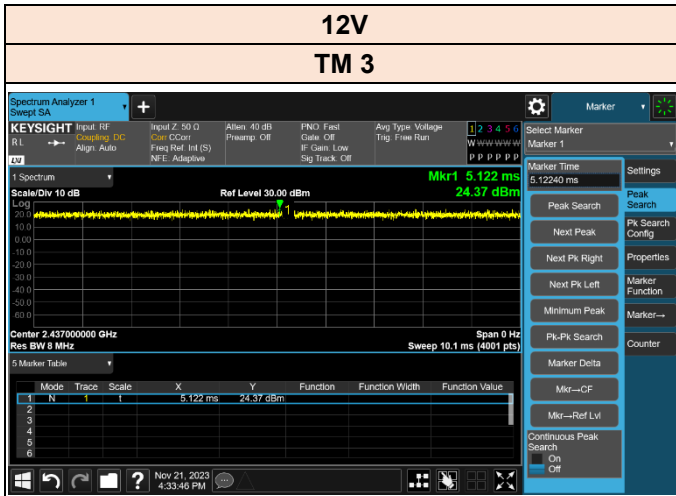 12V
TM 3
Spectrum Analyzer 1
Swept SA
Marker
KEYSIGHT Input: RF Input Z: 50 Ω Atten: 40 dB PNO: Fast Avg Type: Voltage 1 2 3 4 5 6
R L Coupling: DC Corr CCorr Preamp: Off Gate: Off Trig: Free Run W W W W W W
Align: Auto Freq Ref: Int (S) IF Gain: Low P P P P P P
NFE: Adaptive Sig Track: Off
LXI
Select Marker
Marker 1
1 Spectrum
Mkr1 5.122 ms
Scale/Div 10 dB Ref Level 30.00 dBm 24.37 dBm
Log
20.0
10.0
0.00
-10.0
-20.0
-30.0
-40.0
-50.0
-60.0
1
Center 2.437000000 GHz Span 0 Hz
Res BW 8 MHz Sweep 10.1 ms (4001 pts)
5 Marker Table
Mode Trace Scale X Y Function Function Width Function Value
1 N 1 t 5.122 ms 24.37 dBm
2
3
4
5
6
Marker Time
5.12240 ms
Peak Search
Next Peak
Next Pk Right
Next Pk Left
Minimum Peak
Pk-Pk Search
Marker Delta
Mkr→CF
Mkr→Ref Lvl
Continuous Peak
Search
On
Off
Settings
Peak
Search
Pk Search
Config
Properties
Marker
Function
Marker→
Counter
?
Nov 21, 2023
4:33:46 PM